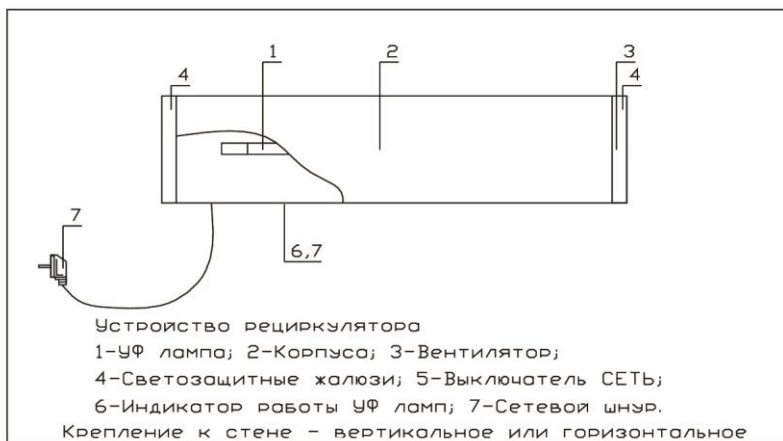 1
2
3
4
4
7
6,7
Устройство рециркулятора
1-УФ лампа; 2-Корпуса; 3-Вентилятор;
4-Светозащитные жалюзи; 5-Выключатель СЕТЬ;
6-Индикатор работы УФ ламп; 7-Сетевой шнур.
Крепление к стене - вертикальное или горизонтальное